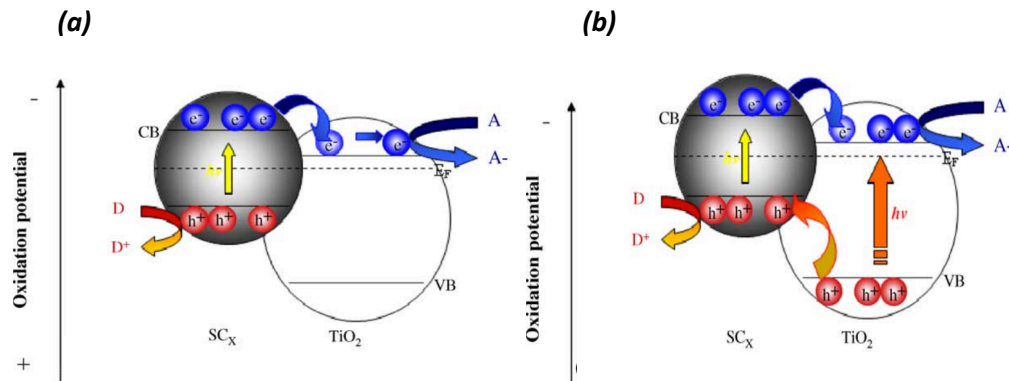 (a)
(b)
Oxidation potential
-
+
CB
e-
e- e-
e-
e-
A
A-
EF
hν
D
D+
h+ h+ h+
VB
SCX
TiO2
Oxidation potential
-
CB
e-
e- e-
e-
e- e-
A
A-
EF
hν
hν
D
D+
h+ h+ h+
h+
h+ h+
VB
SCX
TiO2